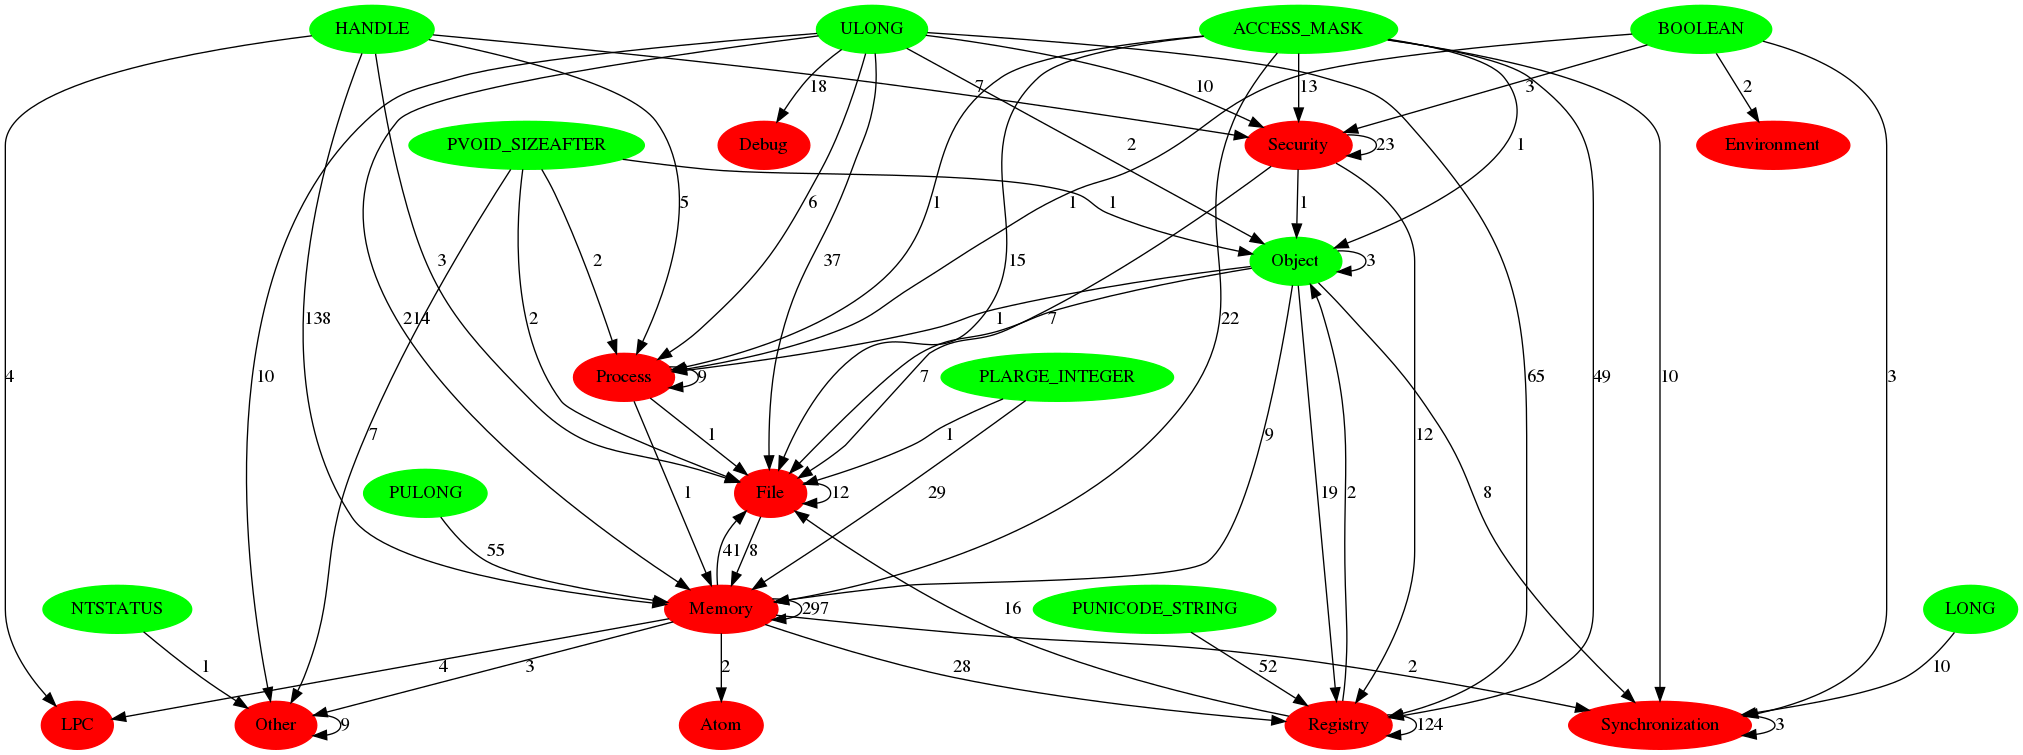 HANDLE ULONG ACCESS_MASK BOOLEAN
18 10 7 13 3 2
PVOID_SIZEAFTER Debug 2 Security 23 1 Environment
5 6 1 1 1 1
3 2 37 15 Object 3
138 214 2 1 7 22
4 10 Process 9 7 PLARGE_INTEGER 65 49 10 3
7 1 1 9 12
PULONG 1 File 12 29 19 2 8
55 41 8
NTSTATUS Memory 297 16 PUNICODE_STRING LONG
1 4 3 2 28 52 2 10
LPC Other 9 Atom Registry 124 Synchronization 3